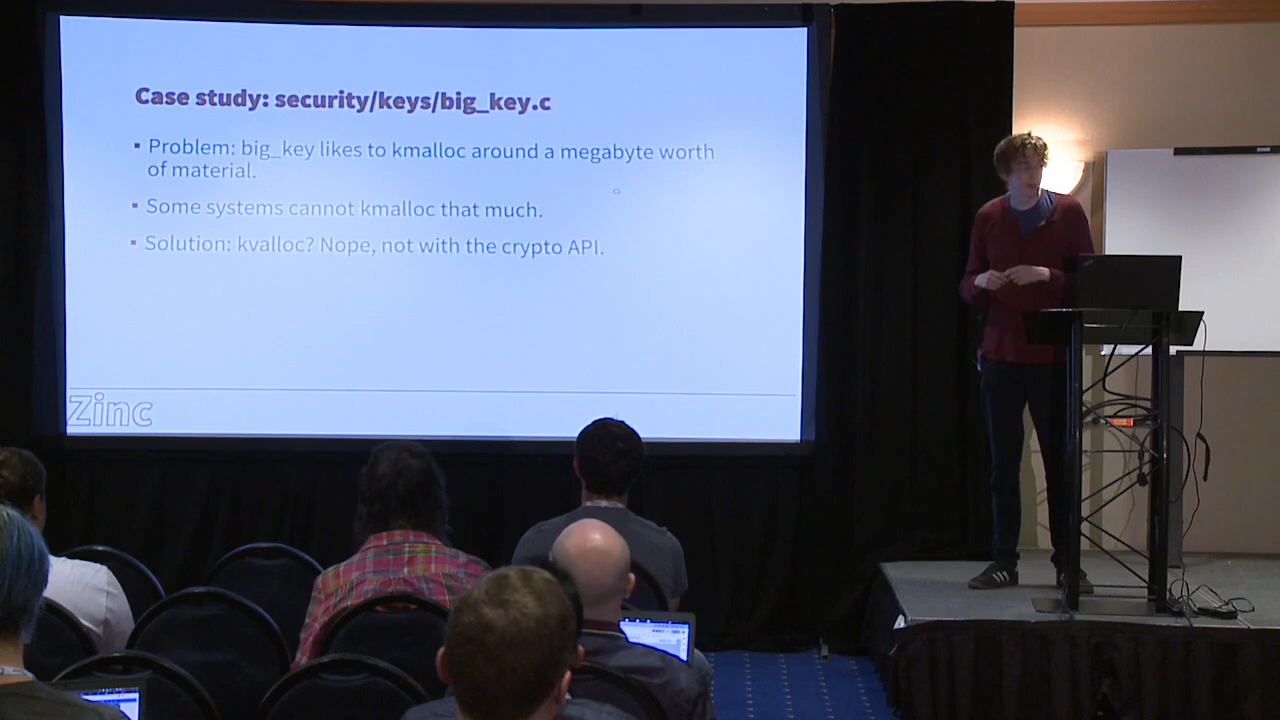 Case study: security/keys/big_key.c
▪ Problem: big_key likes to kmalloc around a megabyte worth
of material.
▪ Some systems cannot kmalloc that much.
▪ Solution: kvalloc? Nope, not with the crypto API.
Zinc